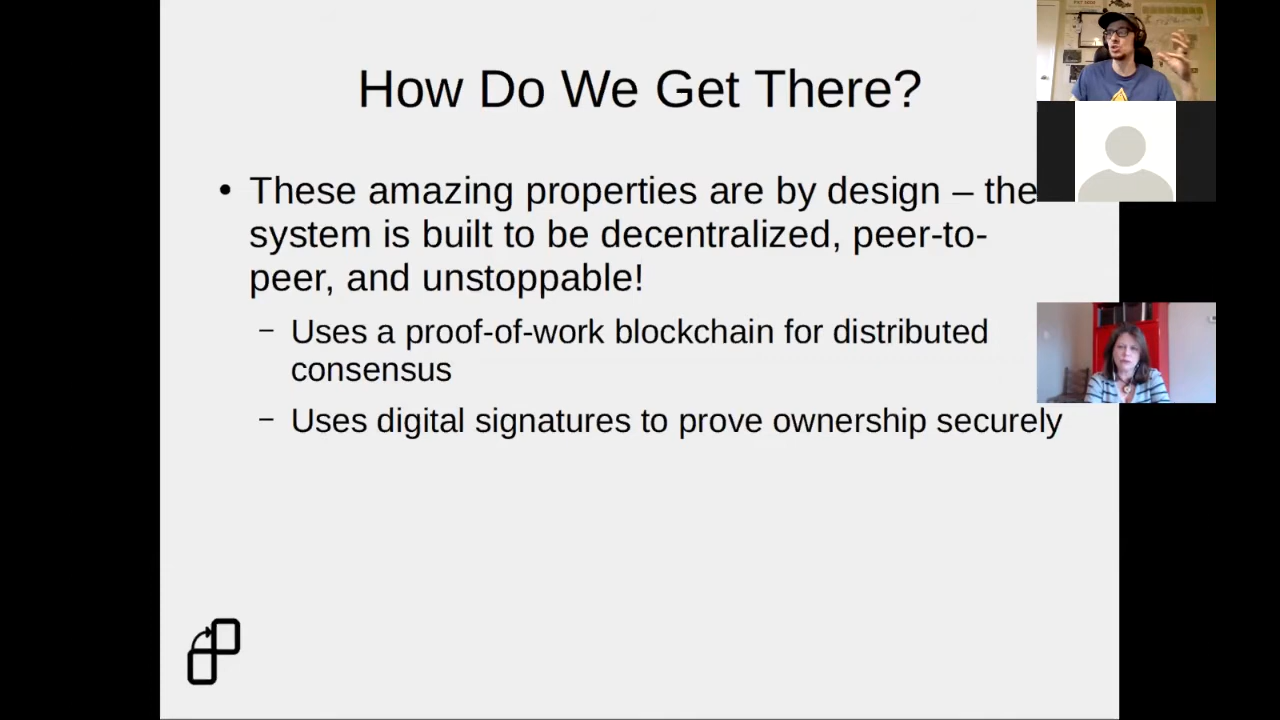 How Do We Get There?
• These amazing properties are by design – the
system is built to be decentralized, peer-to-
peer, and unstoppable!
– Uses a proof-of-work blockchain for distributed
consensus
– Uses digital signatures to prove ownership securely